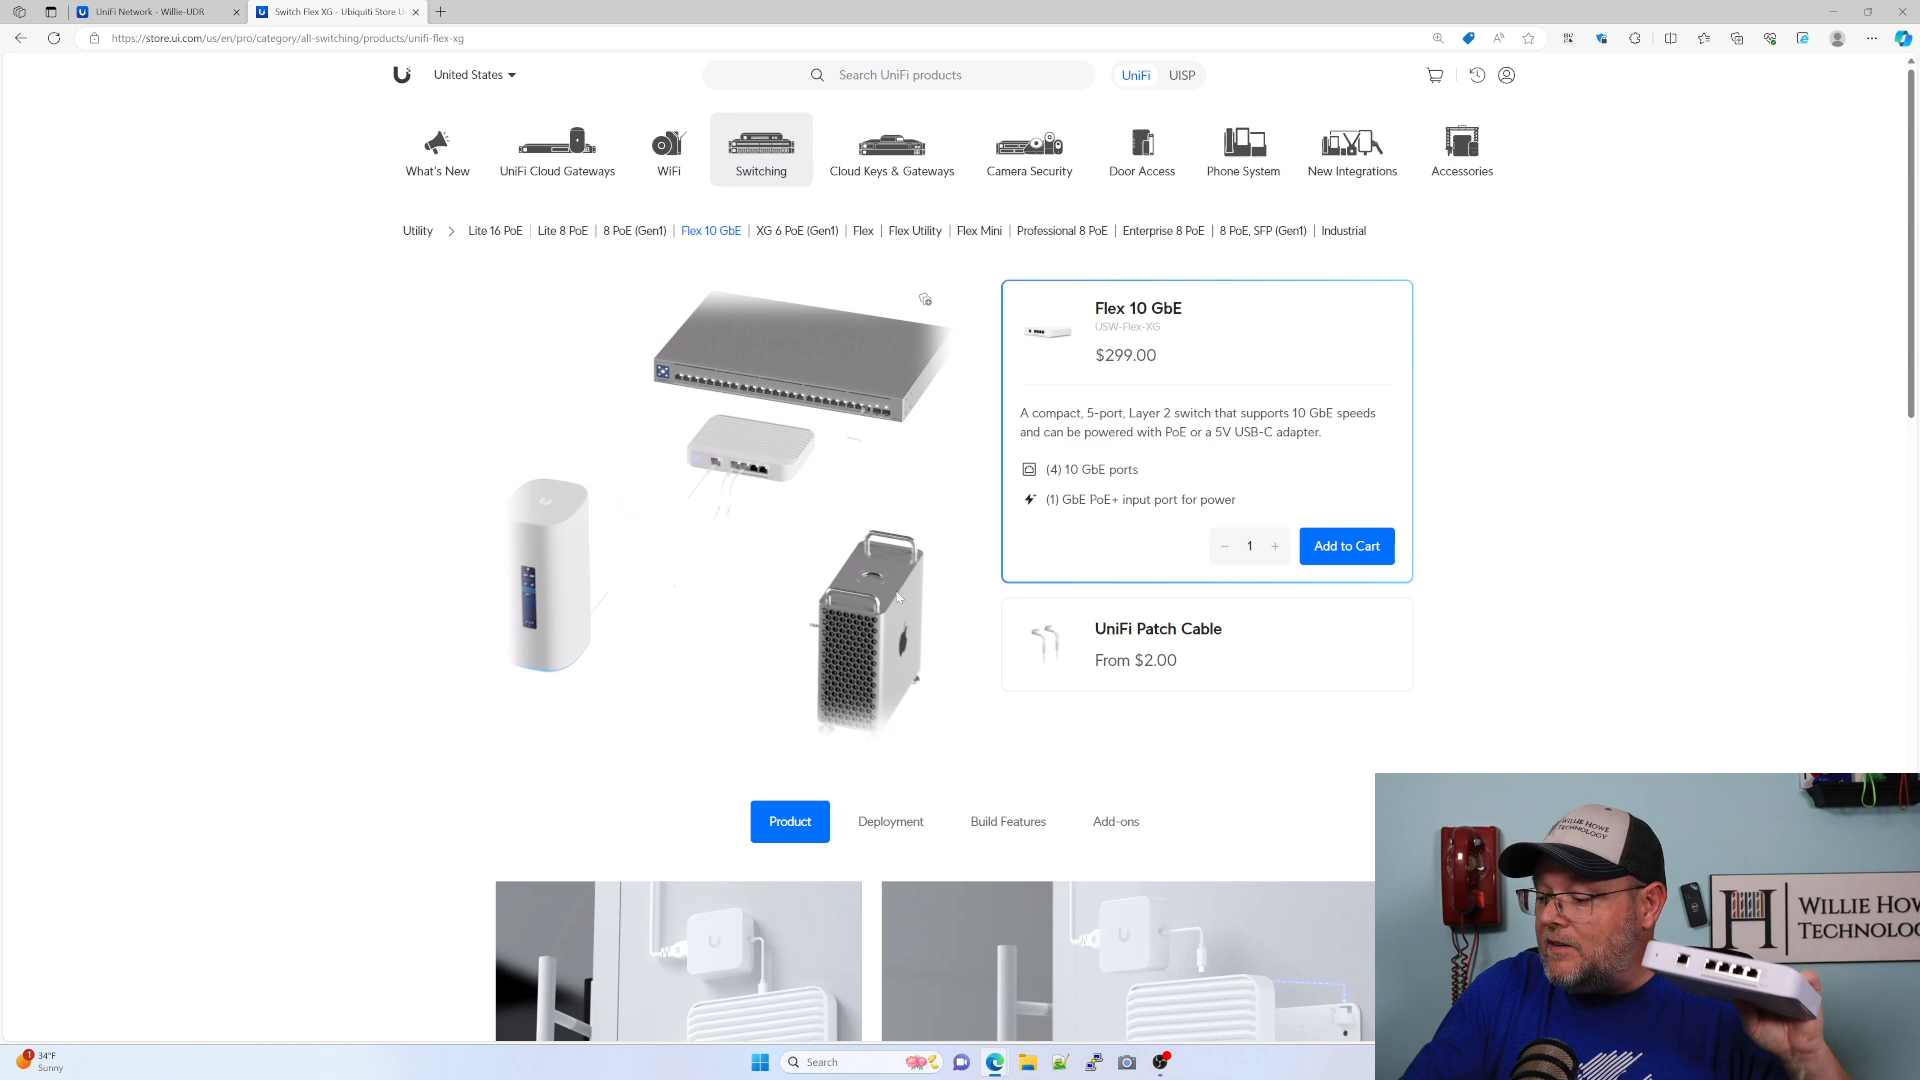 UniFi Network - Willie-UDR
Switch Flex XG - Ubiquiti Store U
https://store.ui.com/us/en/pro/category/all-switching/products/unifi-flex-xg
United States
Search UniFi products
UniFi
UISP
What's New
UniFi Cloud Gateways
WiFi
Switching
Cloud Keys & Gateways
Camera Security
Door Access
Phone System
New Integrations
Accessories
Utility
Lite 16 PoE
Lite 8 PoE
8 PoE (Gen1)
Flex 10 GbE
XG 6 PoE (Gen1)
Flex
Flex Utility
Flex Mini
Professional 8 PoE
Enterprise 8 PoE
8 PoE, SFP (Gen1)
Industrial
Flex 10 GbE
USW-Flex-XG
$299.00
A compact, 5-port, Layer 2 switch that supports 10 GbE speeds
and can be powered with PoE or a 5V USB-C adapter.
(4) 10 GbE ports
(1) GbE PoE+ input port for power
1
Add to Cart
UniFi Patch Cable
From $2.00
Product
Deployment
Build Features
Add-ons
WILLIE HOWE
TECHNOLOGY
WILLIE HOW
TECHNOLOG
1
34°F
Sunny
Search